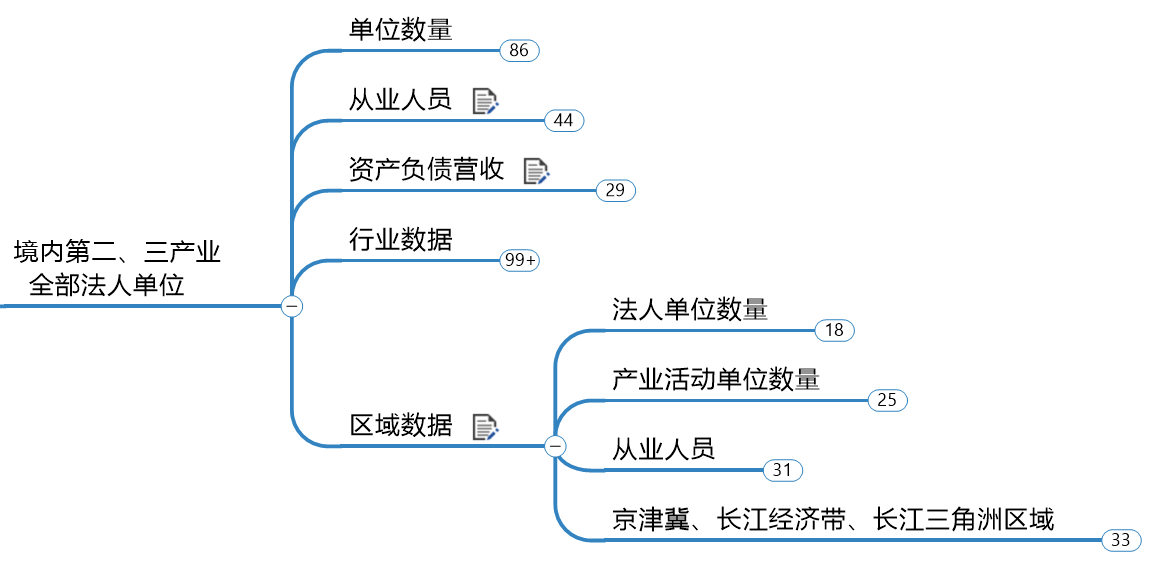 单位数量
86
从业人员
44
资产负债营收
29
行业数据
99+
境内第二、三产业
全部法人单位
区域数据
法人单位数量
18
产业活动单位数量
25
从业人员
31
京津冀、长江经济带、长江三角洲区域
33